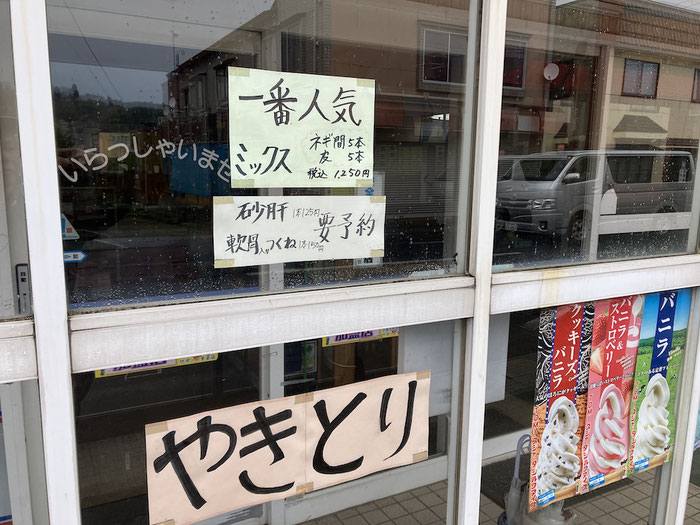 いらっしゃいませ
一番人気
ミックス
ネギ間5本
皮 5本
税込 1,250円
砂肝 1本125円
軟骨入りつくね1本150円
要予約
やきとり
クッキーズ&バニラ
バニラ&ストロベリー
バニラ
加盟店